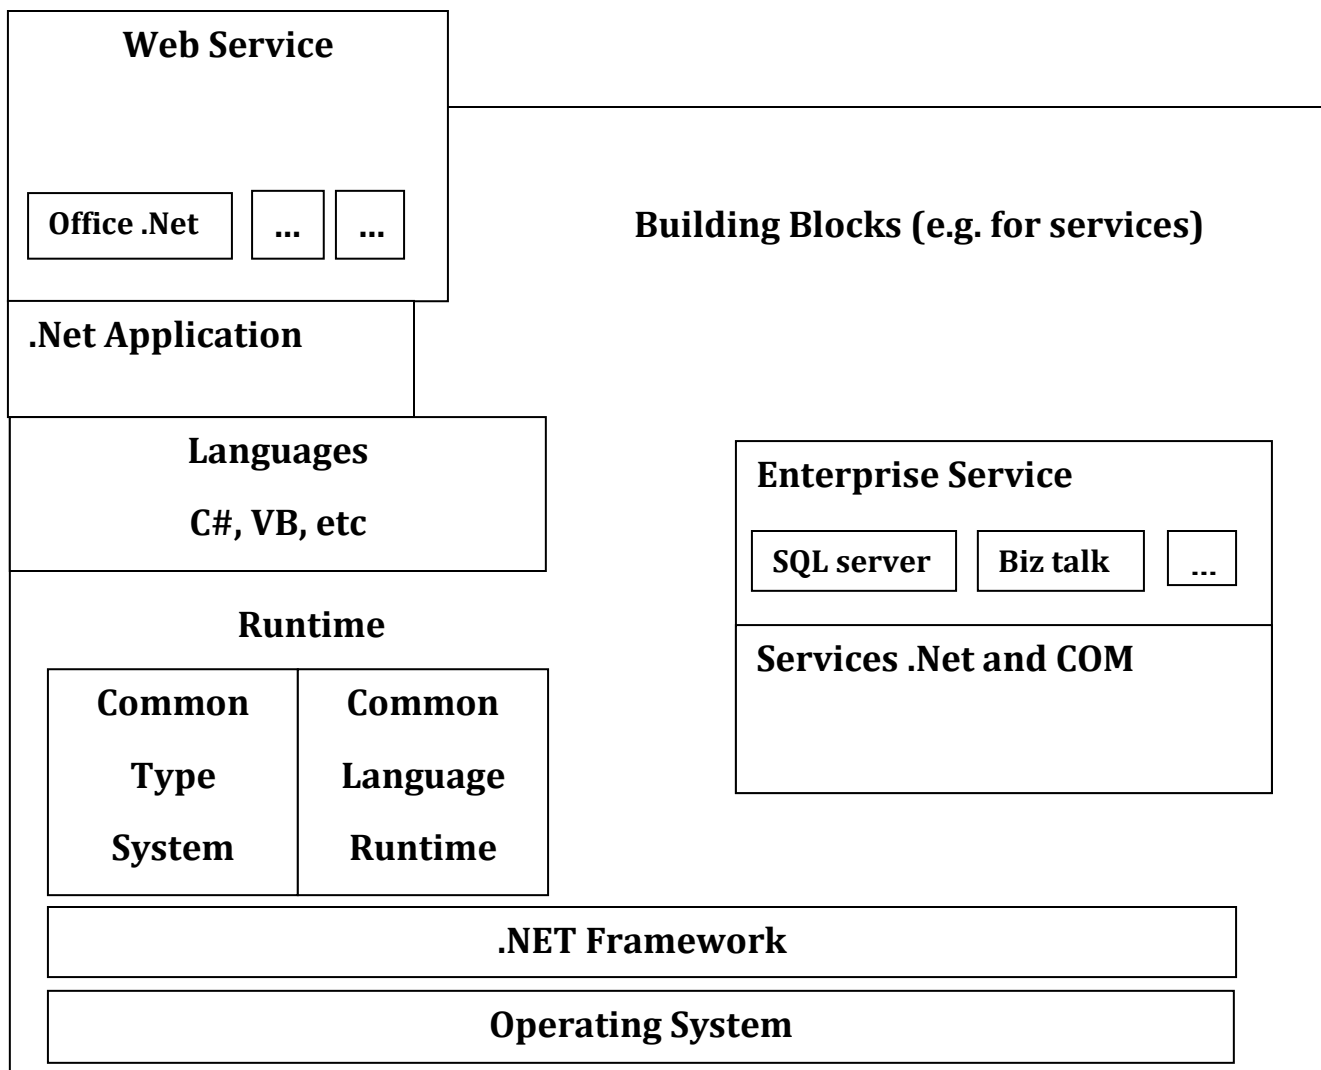 Web Service
Office .Net
...
...
Building Blocks (e.g. for services)
.Net Application
Languages
C#, VB, etc
Enterprise Service
SQL server
Biz talk
...
Runtime
Services .Net and COM
Common
Type
System
Common
Language
Runtime
.NET Framework
Operating System